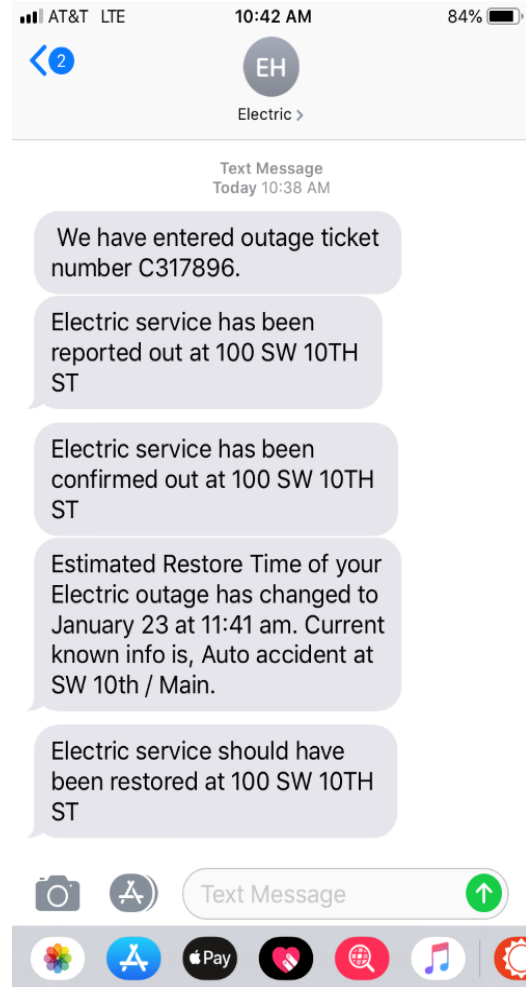 AT&T LTE 10:42 AM 84%
2
EH
Electric >
Text Message
Today 10:38 AM
We have entered outage ticket
number C317896.
Electric service has been
reported out at 100 SW 10TH
ST
Electric service has been
confirmed out at 100 SW 10TH
ST
Estimated Restore Time of your
Electric outage has changed to
January 23 at 11:41 am. Current
known info is, Auto accident at
SW 10th / Main.
Electric service should have
been restored at 100 SW 10TH
ST
Text Message
Pay